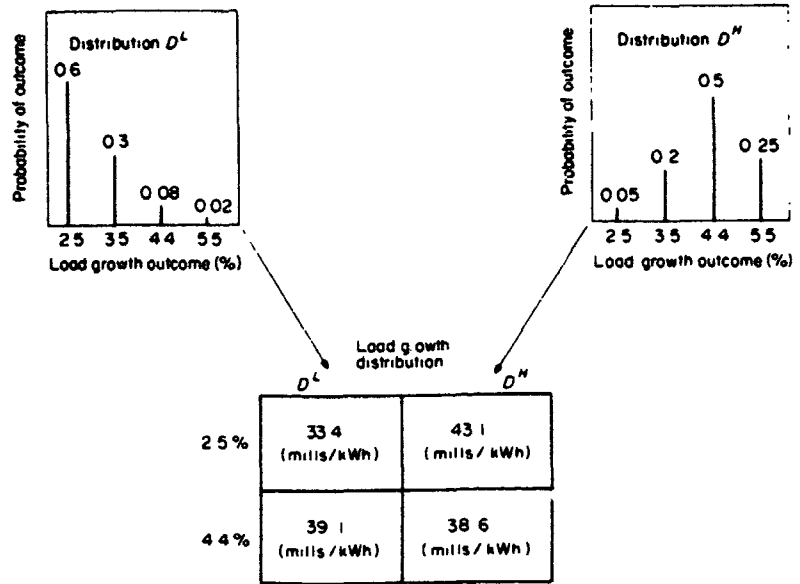 Distribution D^L
Probability of outcome
0 6
0 3
0 08
0 02
2 5 3 5 4 4 5 5
Load growth outcome (%)
Distribution D^H
Probability of outcome
0 5
0 25
0 2
0 05
2 5 3 5 4 4 5 5
Load growth outcome (%)
Load growth
distribution
D^L D^H
2 5 % 33 4 43 1
(mills/kWh) (mills/kWh)
4 4 % 39 1 38 6
(mills/kWh) (mills/kWh)